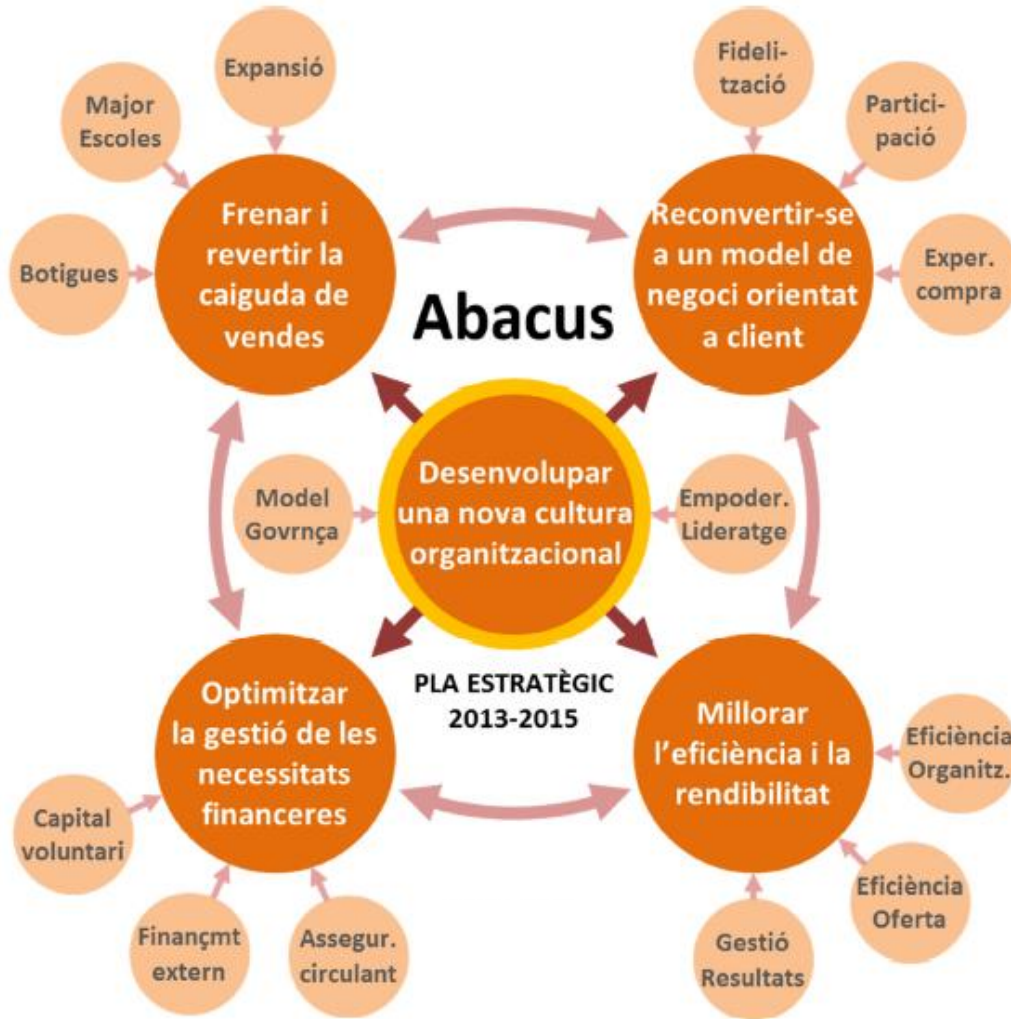 Expansió
Major
Escoles
Botigues
Frenar i
revertir la
caiguda de
vendes
Fideli-
tzació
Partici-
pació
Exper.
compra
Reconvertir-se
a un model de
negoci orientat
a client
Abacus
Model
Govrnça
Desenvolupar
una nova cultura
organitzacional
Empoder.
Lideratge
PLA ESTRATÈGIC
2013-2015
Optimitzar
la gestió de les
necessitats
financeres
Capital
voluntari
Finançmt
extern
Assegur.
circulant
Millorar
l’eficiència i la
rendibilitat
Eficiència
Organitz.
Eficiència
Oferta
Gestió
Resultats